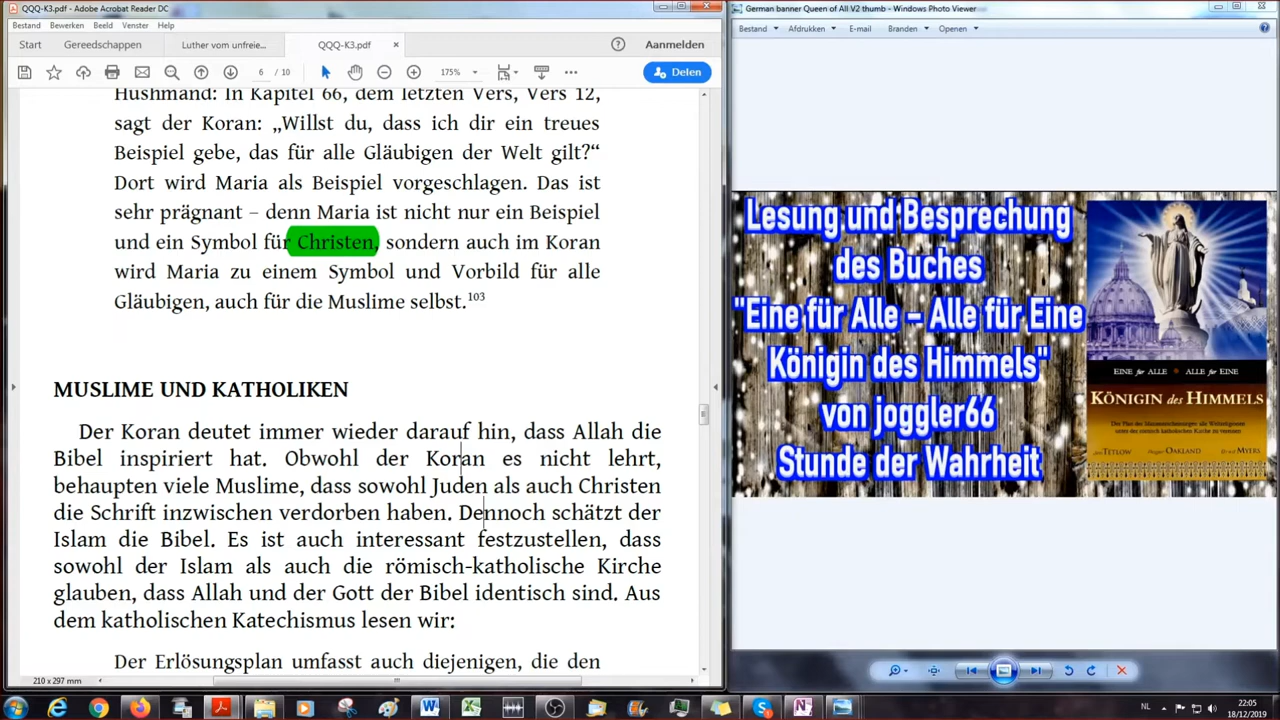 QQQ-K3.pdf - Adobe Acrobat Reader DC
Bestand Bewerken Beeld Venster Help
Start Gereedschappen Luther vom unfreie... QQQ-K3.pdf × Aanmelden
6 / 10 175% Delen
Hushmand: In Kapitel 66, dem letzten Vers, Vers 12,
sagt der Koran: „Willst du, dass ich dir ein treues
Beispiel gebe, das für alle Gläubigen der Welt gilt?“
Dort wird Maria als Beispiel vorgeschlagen. Das ist
sehr prägnant – denn Maria ist nicht nur ein Beispiel
und ein Symbol für Christen, sondern auch im Koran
wird Maria zu einem Symbol und Vorbild für alle
Gläubigen, auch für die Muslime selbst.¹⁰³
MUSLIME UND KATHOLIKEN
Der Koran deutet immer wieder darauf hin, dass Allah die
Bibel inspiriert hat. Obwohl der Koran es nicht lehrt,
behaupten viele Muslime, dass sowohl Juden als auch Christen
die Schrift inzwischen verdorben haben. Dennoch schätzt der
Islam die Bibel. Es ist auch interessant festzustellen, dass
sowohl der Islam als auch die römisch-katholische Kirche
glauben, dass Allah und der Gott der Bibel identisch sind. Aus
dem katholischen Katechismus lesen wir:
Der Erlösungsplan umfasst auch diejenigen, die den
210 x 297 mm
German banner Queen of All V2 thumb - Windows Photo Viewer
Bestand Afdrukken E-mail Branden Openen
Lesung und Besprechung
des Buches
"Eine für Alle – Alle für Eine
Königin des Himmels"
von joggler66
Stunde der Wahrheit
EINE für ALLE ALLE für EINE
KÖNIGIN des HIMMELS
NL 22:05
18/12/2019